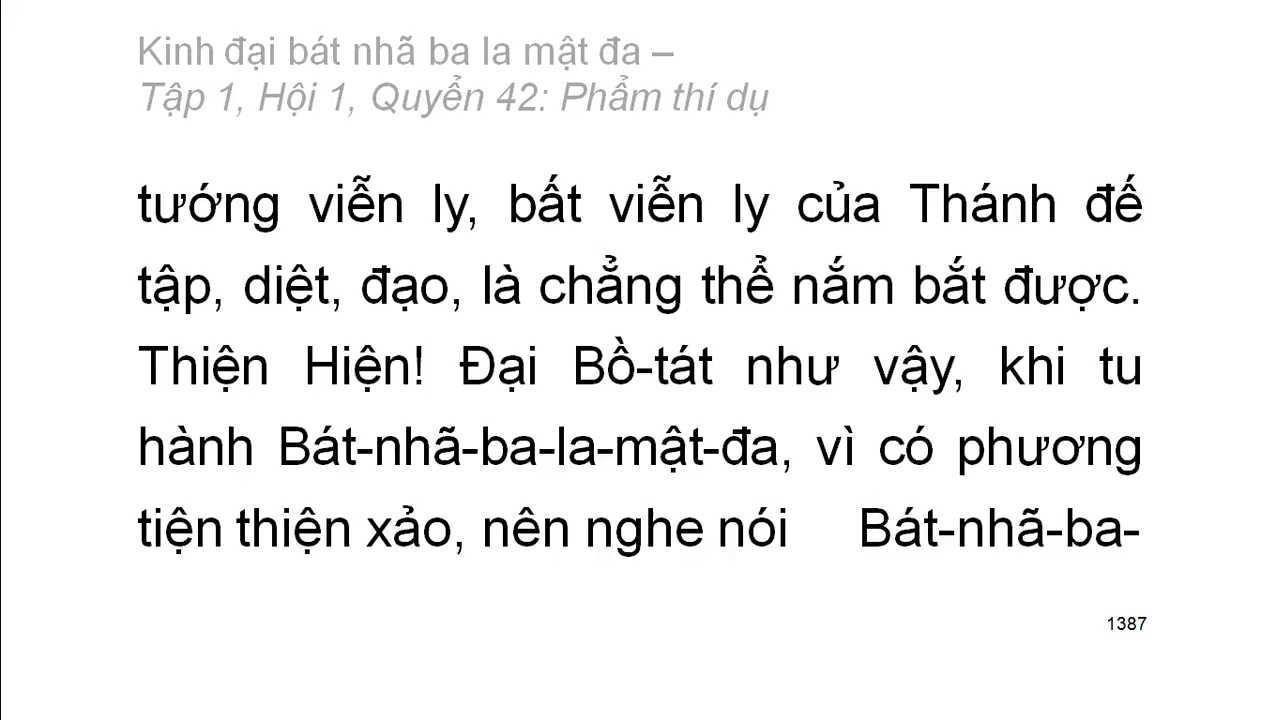 Kinh đại bát nhã ba la mật đa –
Tập 1, Hội 1, Quyển 42: Phẩm thí dụ
tướng viễn ly, bất viễn ly của Thánh đế
tập, diệt, đạo, là chẳng thể nắm bắt được.
Thiện Hiện! Đại Bồ-tát như vậy, khi tu
hành Bát-nhã-ba-la-mật-đa, vì có phương
tiện thiện xảo, nên nghe nói Bát-nhã-ba-
1387